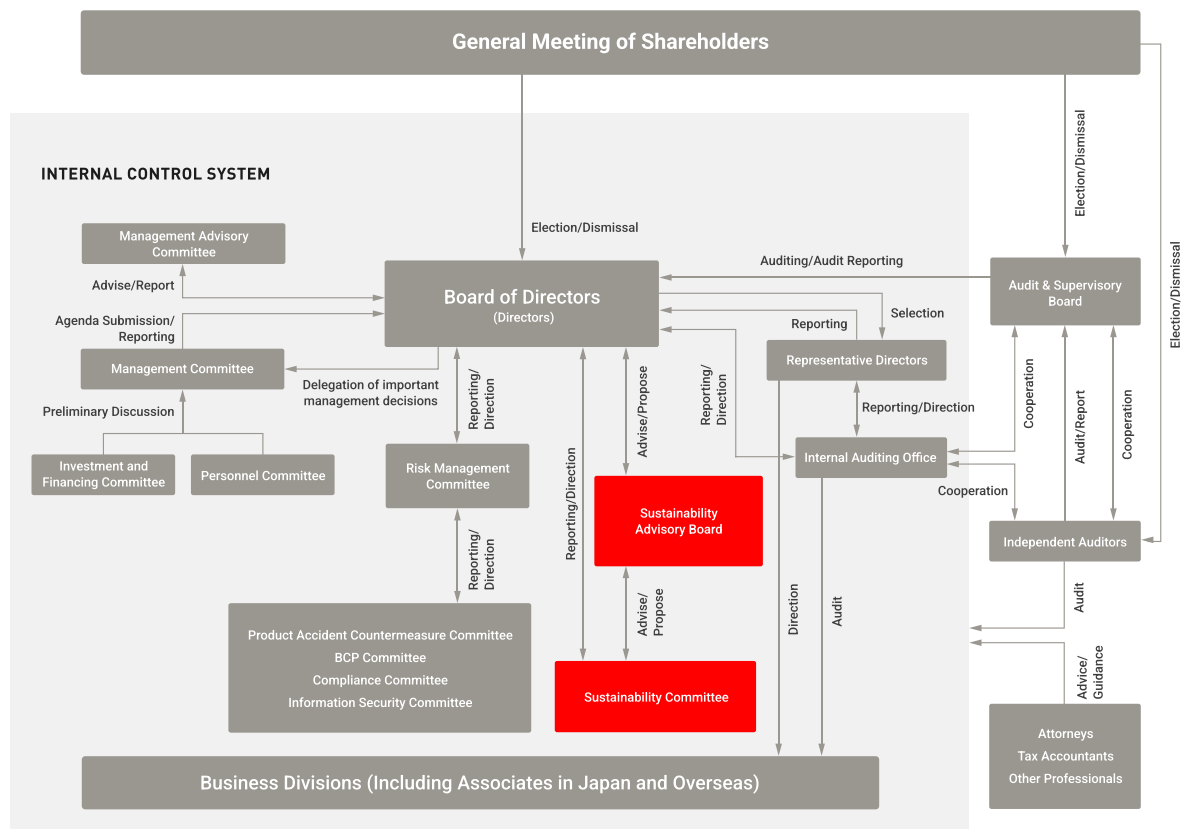 General Meeting of Shareholders
INTERNAL CONTROL SYSTEM
Election/Dismissal
Election/Dismissal
Election/Dismissal
Management Advisory
Committee
Advise/Report
Agenda Submission/
Reporting
Management Committee
Preliminary Discussion
Investment and
Financing Committee
Personnel Committee
Board of Directors
(Directors)
Delegation of important
management decisions
Reporting/
Direction
Risk Management
Committee
Reporting/
Direction
Product Accident Countermeasure Committee
BCP Committee
Compliance Committee
Information Security Committee
Reporting/Direction
Advise/Propose
Sustainability
Advisory Board
Advise/
Propose
Sustainability Committee
Auditing/Audit Reporting
Selection
Reporting
Representative Directors
Reporting/
Direction
Reporting/Direction
Internal Auditing Office
Direction
Audit
Audit & Supervisory
Board
Cooperation
Audit/Report
Cooperation
Cooperation
Independent Auditors
Audit
Advice/
Guidance
Attorneys
Tax Accountants
Other Professionals
Business Divisions (Including Associates in Japan and Overseas)